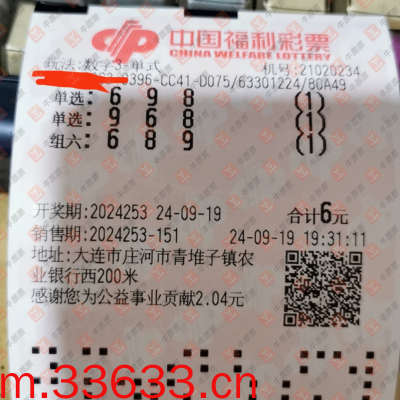 中国福利彩票
CHINA WELFARE LOTTERY
玩法:数字3-单式
机号:21020234
0396-CC41-D075/63301224/80A49
单选: 6 9 8 (1)
单选: 9 6 8 (1)
组六: 6 8 9 (1)
开奖期:2024253 24-09-19 合计6元
销售期:2024253-151 24-09-19 19:31:11
地址:大连市庄河市青堆子镇农
业银行西200米
感谢您为公益事业贡献2.04元
m.33633.cn